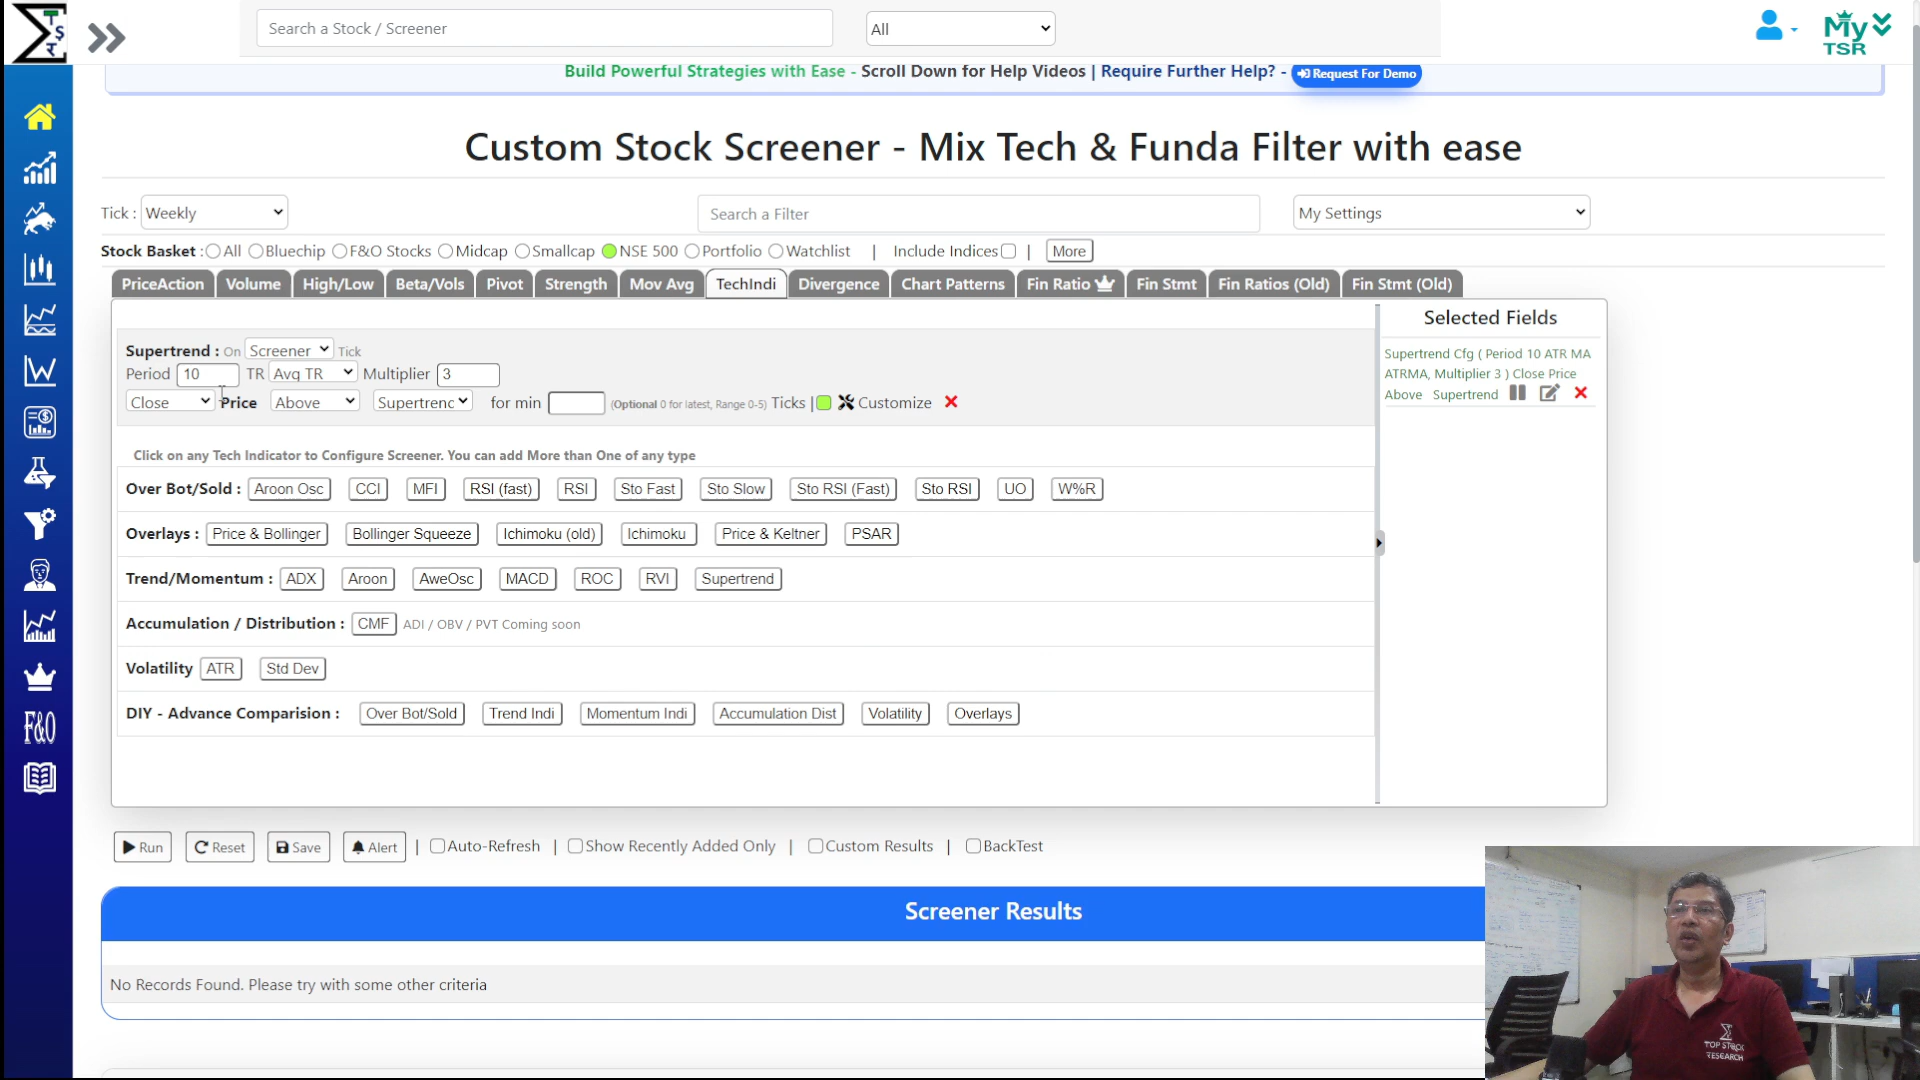 Search a Stock / Screener
All
My
TSR
Build Powerful Strategies with Ease - Scroll Down for Help Videos | Require Further Help? - Request For Demo
Custom Stock Screener - Mix Tech & Funda Filter with ease
Tick : Weekly
Search a Filter
My Settings
Stock Basket : All Bluechip F&O Stocks Midcap Smallcap NSE 500 Portfolio Watchlist | Include Indices | More
PriceAction Volume High/Low Beta/Vols Pivot Strength Mov Avg TechIndi Divergence Chart Patterns Fin Ratio Fin Stmt Fin Ratios (Old) Fin Stmt (Old)
Supertrend : On Screener Tick
Period 10 TR Avg TR Multiplier 3
Close Price Above Supertrend for min (Optional 0 for latest, Range 0-5) Ticks | Customize
Click on any Tech Indicator to Configure Screener. You can add More than One of any type
Over Bot/Sold : Aroon Osc CCI MFI RSI (fast) RSI Sto Fast Sto Slow Sto RSI (Fast) Sto RSI UO W%R
Overlays : Price & Bollinger Bollinger Squeeze Ichimoku (old) Ichimoku Price & Keltner PSAR
Trend/Momentum : ADX Aroon AweOsc MACD ROC RVI Supertrend
Accumulation / Distribution : CMF ADI / OBV / PVT Coming soon
Volatility ATR Std Dev
DIY - Advance Comparision : Over Bot/Sold Trend Indi Momentum Indi Accumulation Dist Volatility Overlays
Selected Fields
Supertrend Cfg ( Period 10 ATR MA
ATRMA, Multiplier 3 ) Close Price
Above Supertrend
Run Reset Save Alert | Auto-Refresh | Show Recently Added Only | Custom Results | BackTest
Screener Results
No Records Found. Please try with some other criteria
F&O
TOP STOCK
RESEARCH